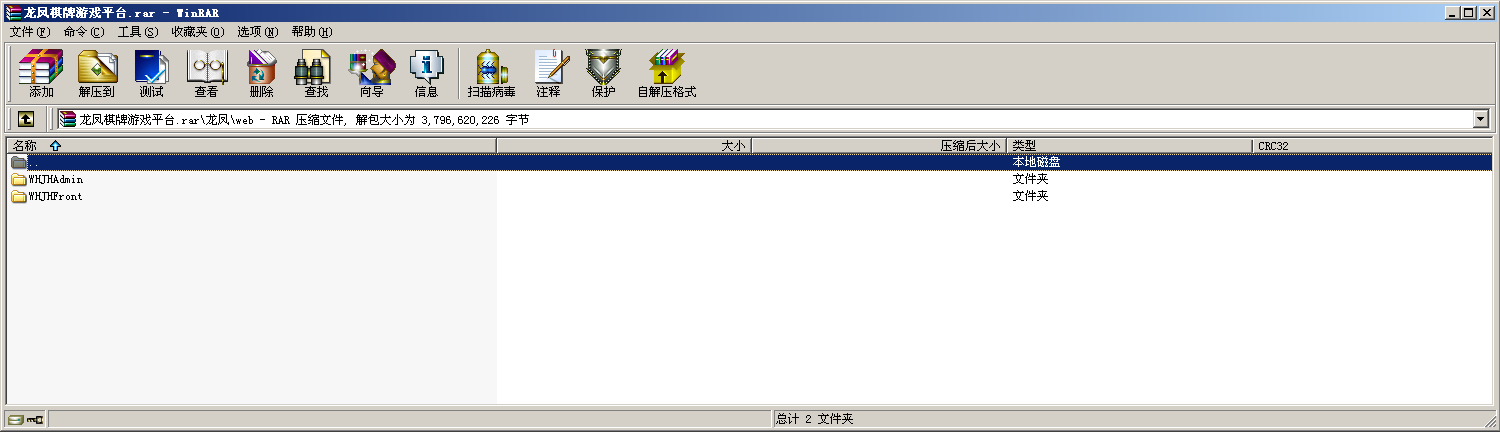 龙凤棋牌游戏平台.rar - WinRAR
文件(F) 命令(C) 工具(S) 收藏夹(O) 选项(N) 帮助(H)
添加 解压到 测试 查看 删除 查找 向导 信息 扫描病毒 注释 保护 自解压格式
龙凤棋牌游戏平台.rar\龙凤\web - RAR 压缩文件, 解包大小为 3,796,620,226 字节
名称 大小 压缩后大小 类型 CRC32
.. 本地磁盘
WHJHAdmin 文件夹
WHJHFront 文件夹
总计 2 文件夹